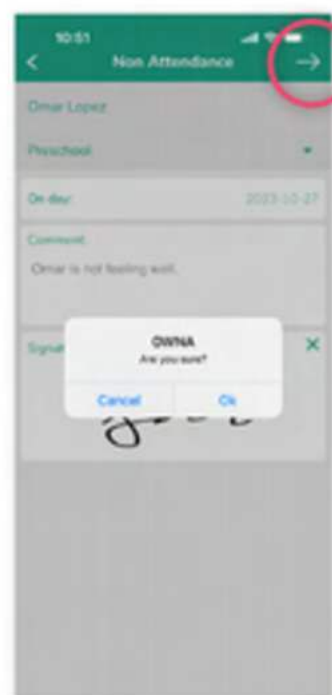 10:51
Non Attendance
Omar Lopez
Preschool
On day: 2023-10-27
Comment:
Omar is not feeling well.
Signat
OWNA
Are you sure?
Cancel Ok